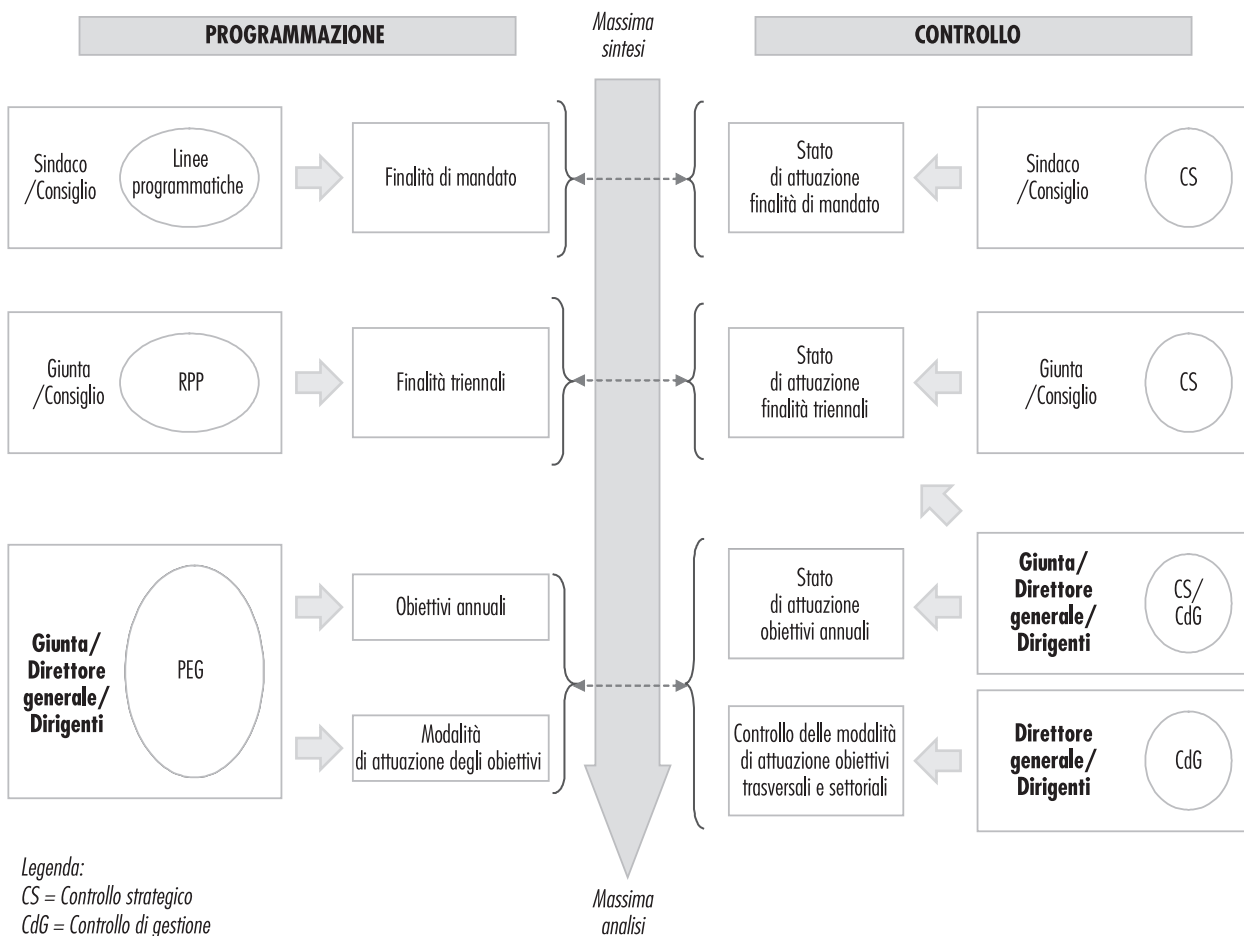 PROGRAMMAZIONE
Massima
sintesi
CONTROLLO
Sindaco
/Consiglio
Linee
programmatiche
Finalità di mandato
Stato
di attuazione
finalità di mandato
Sindaco
/Consiglio
CS
Giunta
/Consiglio
RPP
Finalità triennali
Stato
di attuazione
finalità triennali
Giunta
/Consiglio
CS
Giunta/
Direttore
generale/
Dirigenti
PEG
Obiettivi annuali
Modalità
di attuazione degli obiettivi
Stato
di attuazione
obiettivi annuali
Giunta/
Direttore
generale/
Dirigenti
CS/
CdG
Controllo delle modalità
di attuazione obiettivi
trasversali e settoriali
Direttore
generale/
Dirigenti
CdG
Legenda:
CS = Controllo strategico
CdG = Controllo di gestione
Massima
analisi